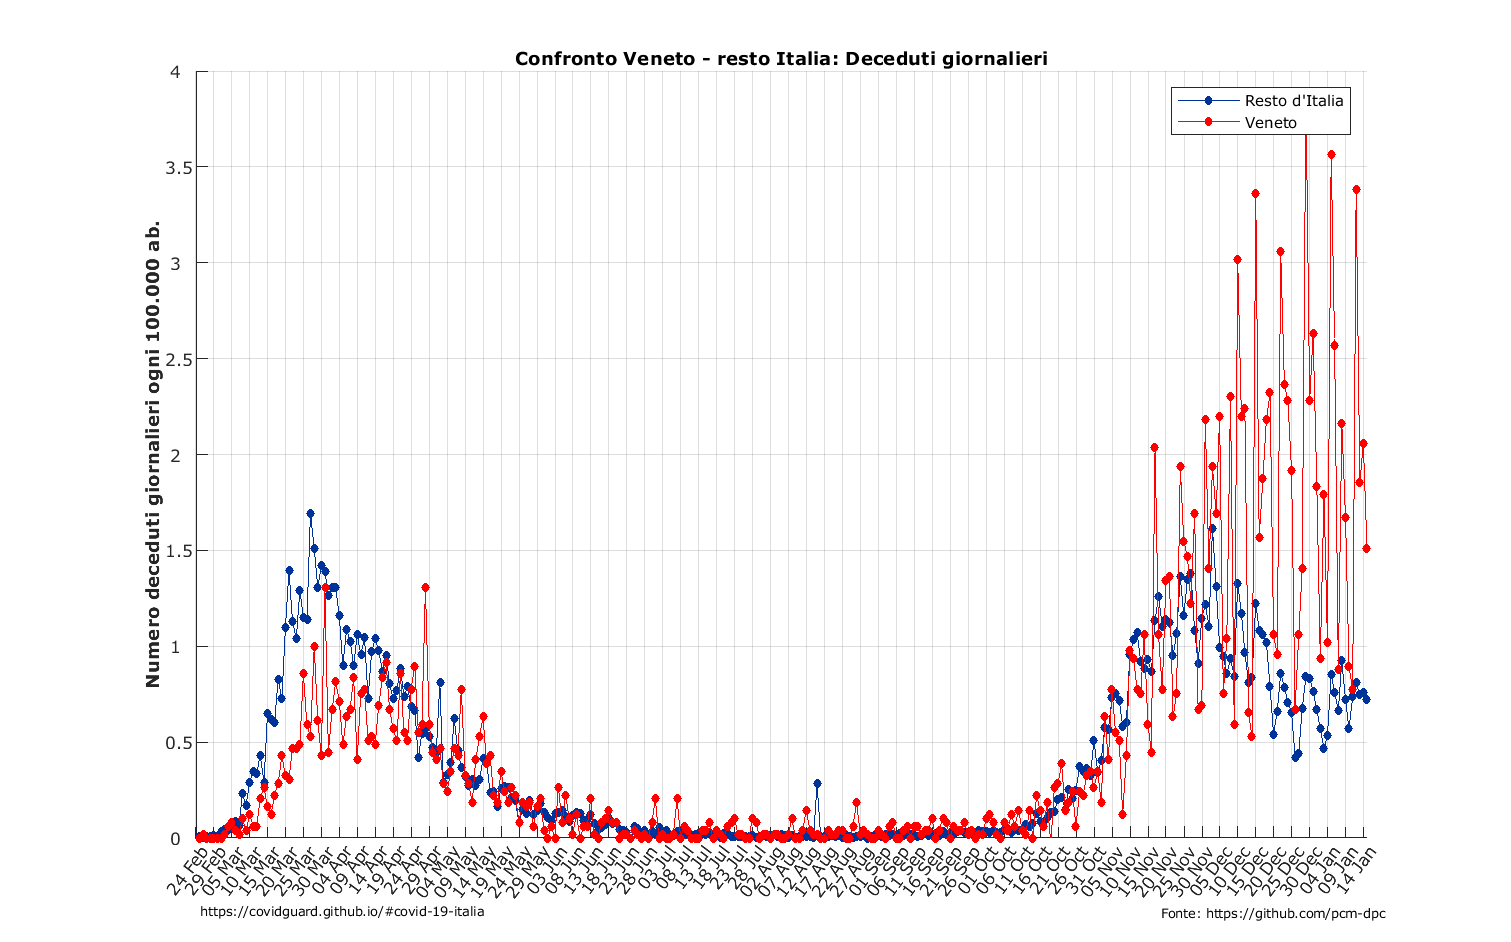 Confronto Veneto - resto Italia: Deceduti giornalieri
Numero deceduti giornalieri ogni 100.000 ab.
4
3.5
3
2.5
2
1.5
1
0.5
0
Resto d'Italia
Veneto
24 Feb
29 Feb
05 Mar
10 Mar
15 Mar
20 Mar
25 Mar
30 Mar
04 Apr
09 Apr
14 Apr
19 Apr
24 Apr
29 Apr
04 May
09 May
14 May
19 May
24 May
29 May
03 Jun
08 Jun
13 Jun
18 Jun
23 Jun
28 Jun
03 Jul
08 Jul
13 Jul
18 Jul
23 Jul
28 Jul
02 Aug
07 Aug
12 Aug
17 Aug
22 Aug
27 Aug
01 Sep
06 Sep
11 Sep
16 Sep
21 Sep
26 Sep
01 Oct
06 Oct
11 Oct
16 Oct
21 Oct
26 Oct
31 Oct
05 Nov
10 Nov
15 Nov
20 Nov
25 Nov
30 Nov
05 Dec
10 Dec
15 Dec
20 Dec
25 Dec
30 Dec
04 Jan
09 Jan
14 Jan
https://covidguard.github.io/#covid-19-italia
Fonte: https://github.com/pcm-dpc